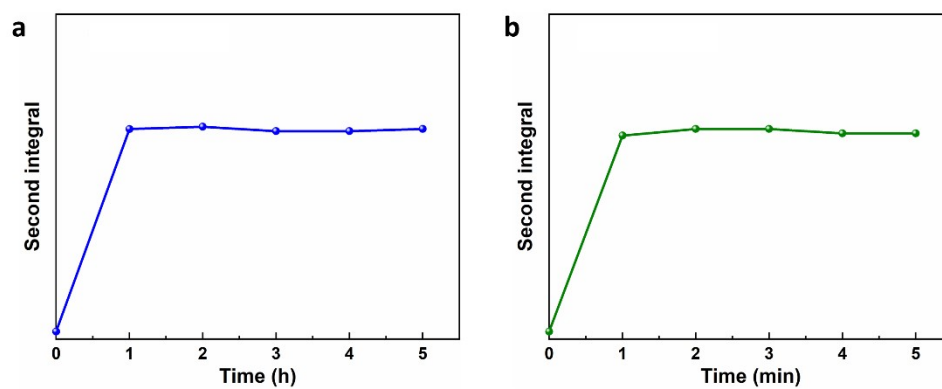 a
Second integral
0 1 2 3 4 5
Time (h)
b
Second integral
0 1 2 3 4 5
Time (min)